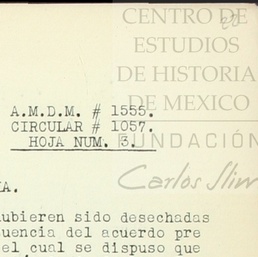 CENTRO DE
ESTUDIOS
DE HISTORIA
DE MEXICO
FUNDACIÓN
Carlos Slim
A.M.D.M. # 1555.
CIRCULAR # 1057.
HOJA NUM. 3.
A.
ubieren sido desechadas
uencia del acuerdo pre
el cual se dispuso que